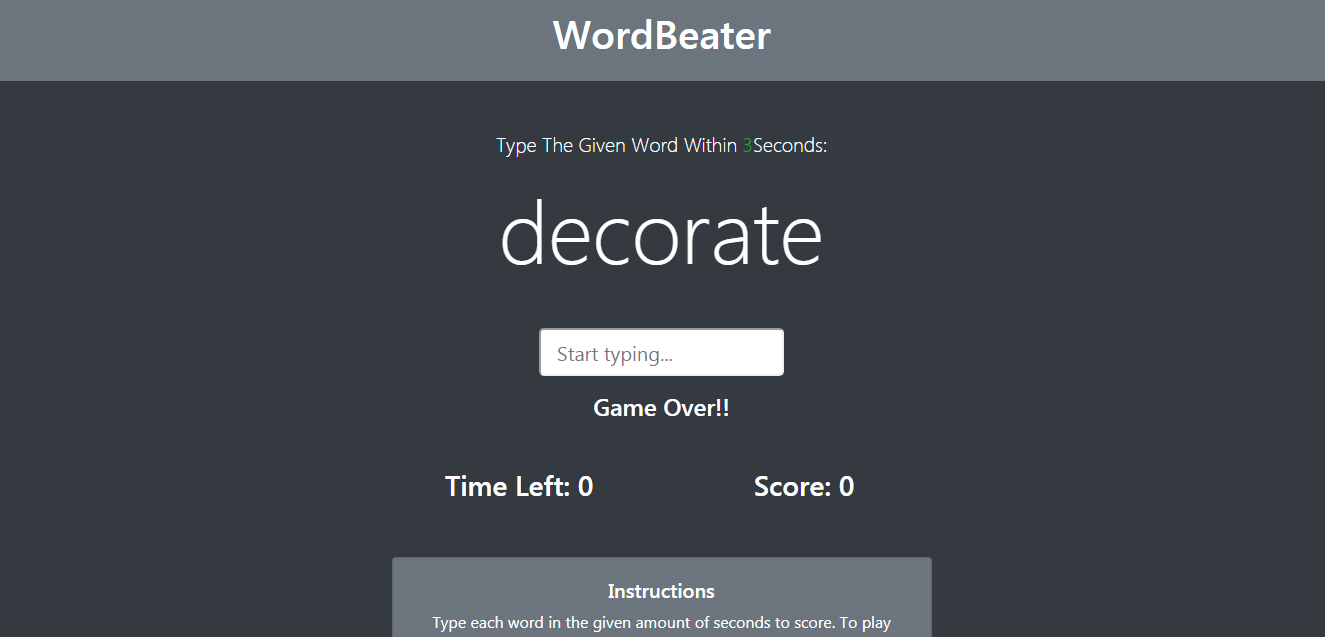 WordBeater
Type The Given Word Within 3Seconds:
decorate
Start typing...
Game Over!!
Time Left: 0 Score: 0
Instructions
Type each word in the given amount of seconds to score. To play